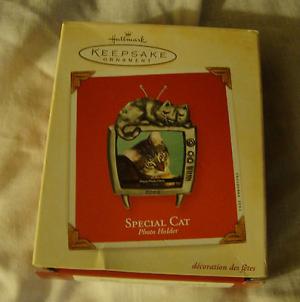 Hallmark
KEEPSAKE
ORNAMENT
SPECIAL CAT
Photo Holder
décoration des fêtes